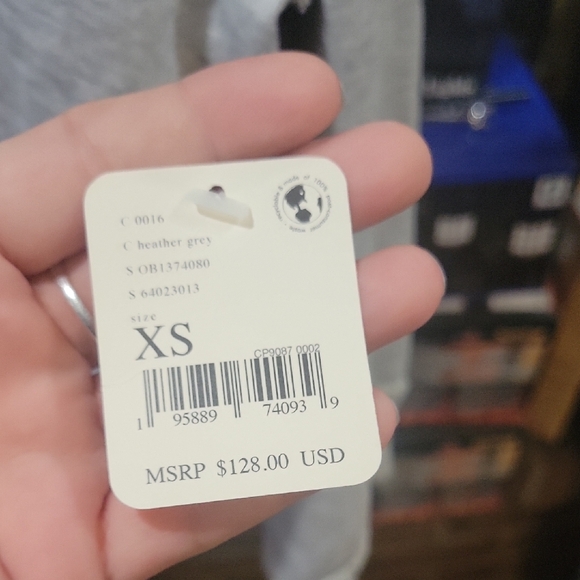 C 0016
C heather grey
S OB1374080
S 64023013
size
XS
CP9087 0002
1 95889 74093 9
MSRP $128.00 USD